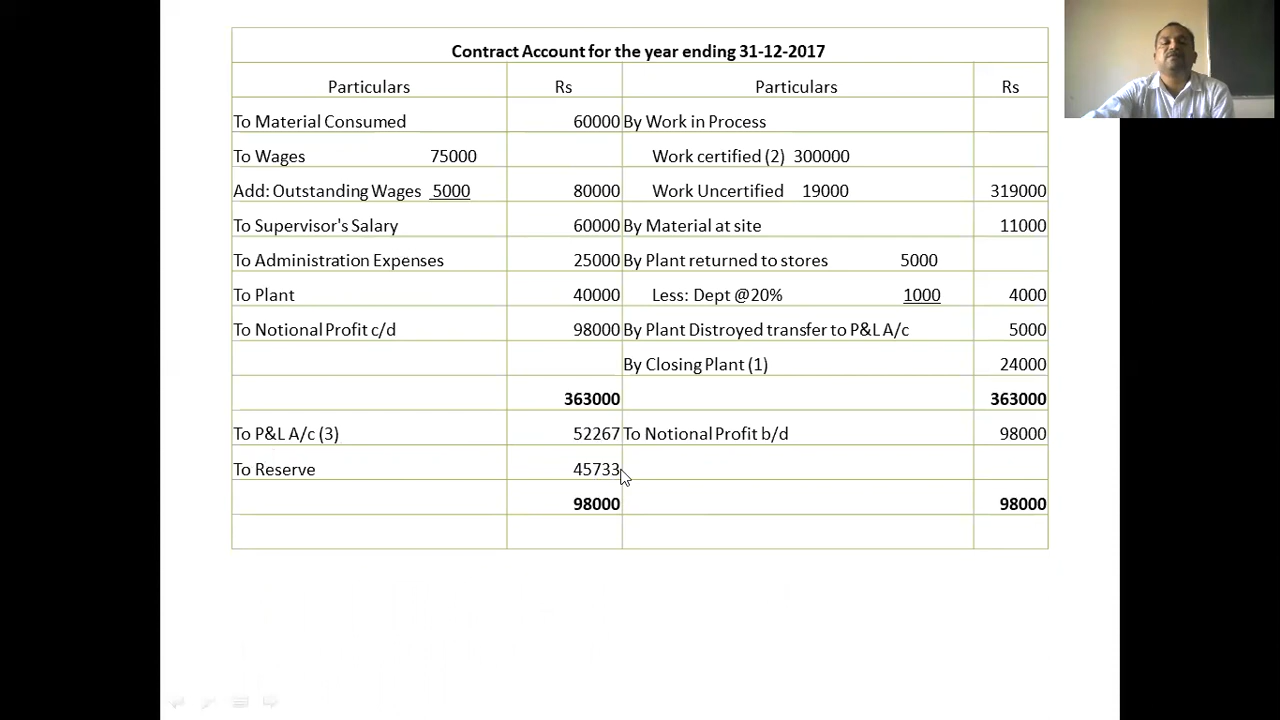 Contract Account for the year ending 31-12-2017
Particulars Rs Particulars Rs
To Material Consumed 60000 By Work in Process
To Wages 75000 Work certified (2) 300000
Add: Outstanding Wages 5000 80000 Work Uncertified 19000 319000
To Supervisor's Salary 60000 By Material at site 11000
To Administration Expenses 25000 By Plant returned to stores 5000
To Plant 40000 Less: Dept @20% 1000 4000
To Notional Profit c/d 98000 By Plant Distroyed transfer to P&L A/c 5000
By Closing Plant (1) 24000
363000 363000
To P&L A/c (3) 52267 To Notional Profit b/d 98000
To Reserve 45733
98000 98000